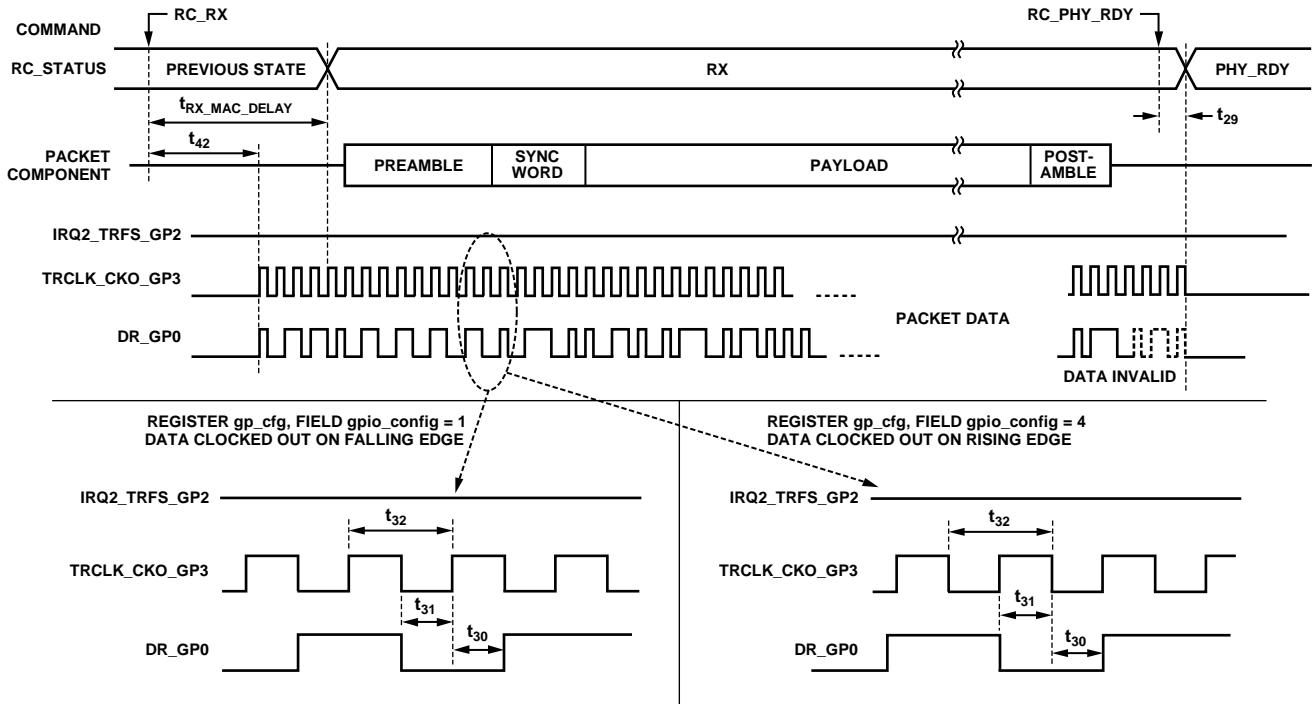 COMMAND
RC_RX
RC_PHY_RDY
RC_STATUS
PREVIOUS STATE
RX
PHY_RDY
tRX_MAC_DELAY
t29
t42
PACKET
COMPONENT
PREAMBLE
SYNC
WORD
PAYLOAD
POST-
AMBLE
IRQ2_TRFS_GP2
TRCLK_CKO_GP3
PACKET DATA
DR_GP0
DATA INVALID
REGISTER gp_cfg, FIELD gpio_config = 1
DATA CLOCKED OUT ON FALLING EDGE
IRQ2_TRFS_GP2
t32
TRCLK_CKO_GP3
t31
t30
DR_GP0
REGISTER gp_cfg, FIELD gpio_config = 4
DATA CLOCKED OUT ON RISING EDGE
IRQ2_TRFS_GP2
t32
TRCLK_CKO_GP3
t31
t30
DR_GP0